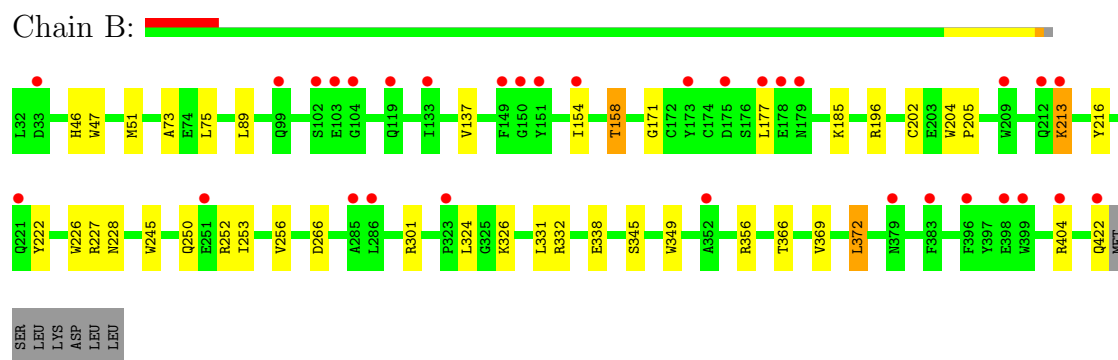 Chain B:
L32 D33 H46 W47 M51 A73 E74 L75 L89 Q99 S102 E103 G104 Q119 I133 V137 F149 G150 Y151 I154 T158 G171 C172 Y173 C174 D175 S176 L177 E178 N179 K185 R196 C202 E203 W204 P205 W209 Q212 K213 Y216
Q221 Y222 W226 R227 N228 W245 Q250 E251 R252 I253 V256 D266 A285 L286 R301 P323 L324 G325 K326 L331 R332 E338 S345 W349 A352 R356 T366 V369 L372 N379 F383 F396 Y397 E398 W399 R404 Q422 MET
SER LEU LYS ASP LEU LEU